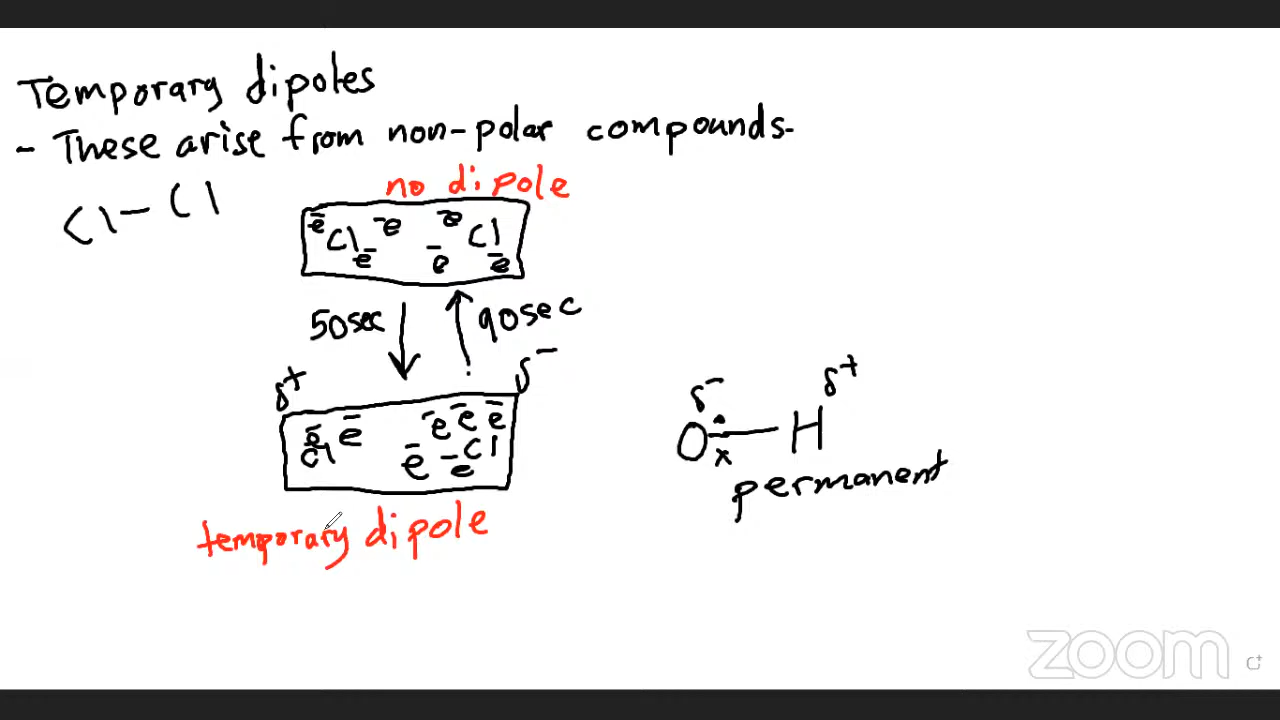 Temporary dipoles
- These arise from non-polar compounds.
Cl - Cl
no dipole
e̅ Cl e̅ ̅e ̅e e̅ Cl e̅
50sec
90sec
δ+
δ-
e̅ Cl e̅ e̅ e̅ e̅ e̅ e̅ Cl
temporary dipole
δ-
δ+
O - H
x
permanent
zoom